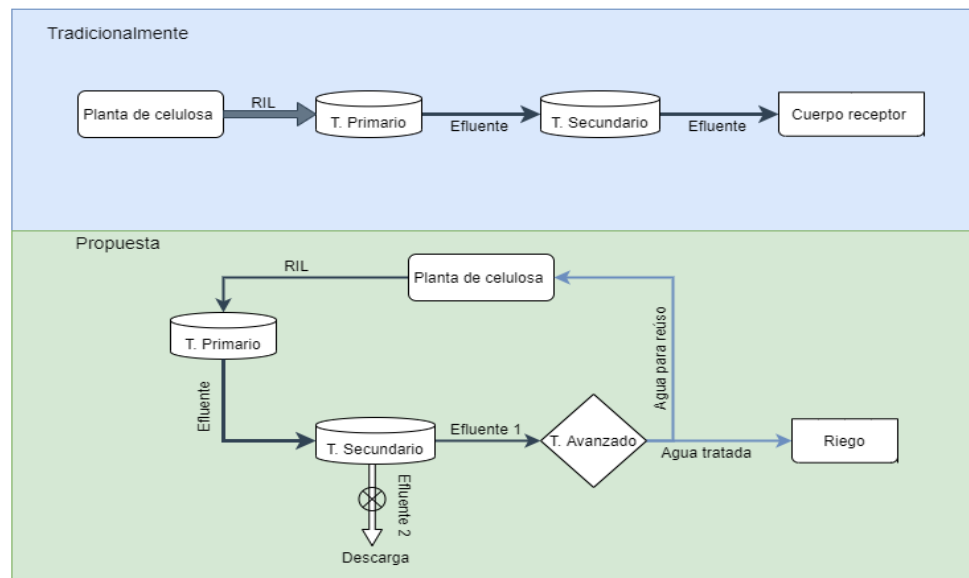 Tradicionalmente
Planta de celulosa
RIL
T. Primario
Efluente
T. Secundario
Efluente
Cuerpo receptor
Propuesta
RIL
Planta de celulosa
T. Primario
Agua para reúso
Efluente
T. Secundario
Efluente 1
T. Avanzado
Agua tratada
Riego
Efluente 2
Descarga